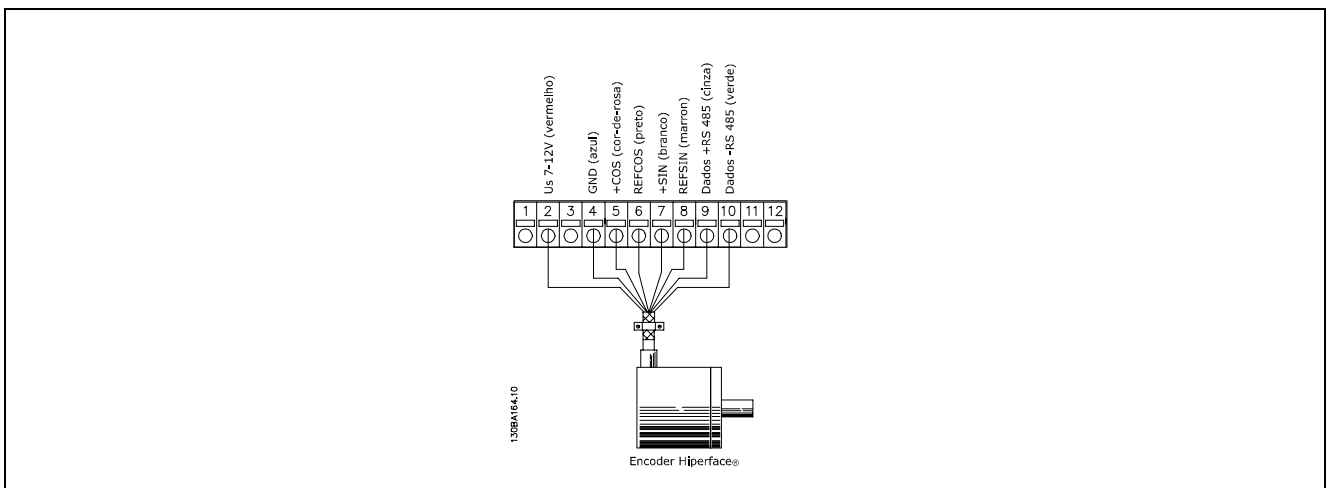 Us 7-12V (vermelho)
GND (azul)
+COS (cor-de-rosa)
REFCOS (preto)
+SIN (branco)
REFSIN (marron)
Dados +RS 485 (cinza)
Dados -RS 485 (verde)
1 2 3 4 5 6 7 8 9 10 11 12
130BA164.10
Encoder Hiperface®